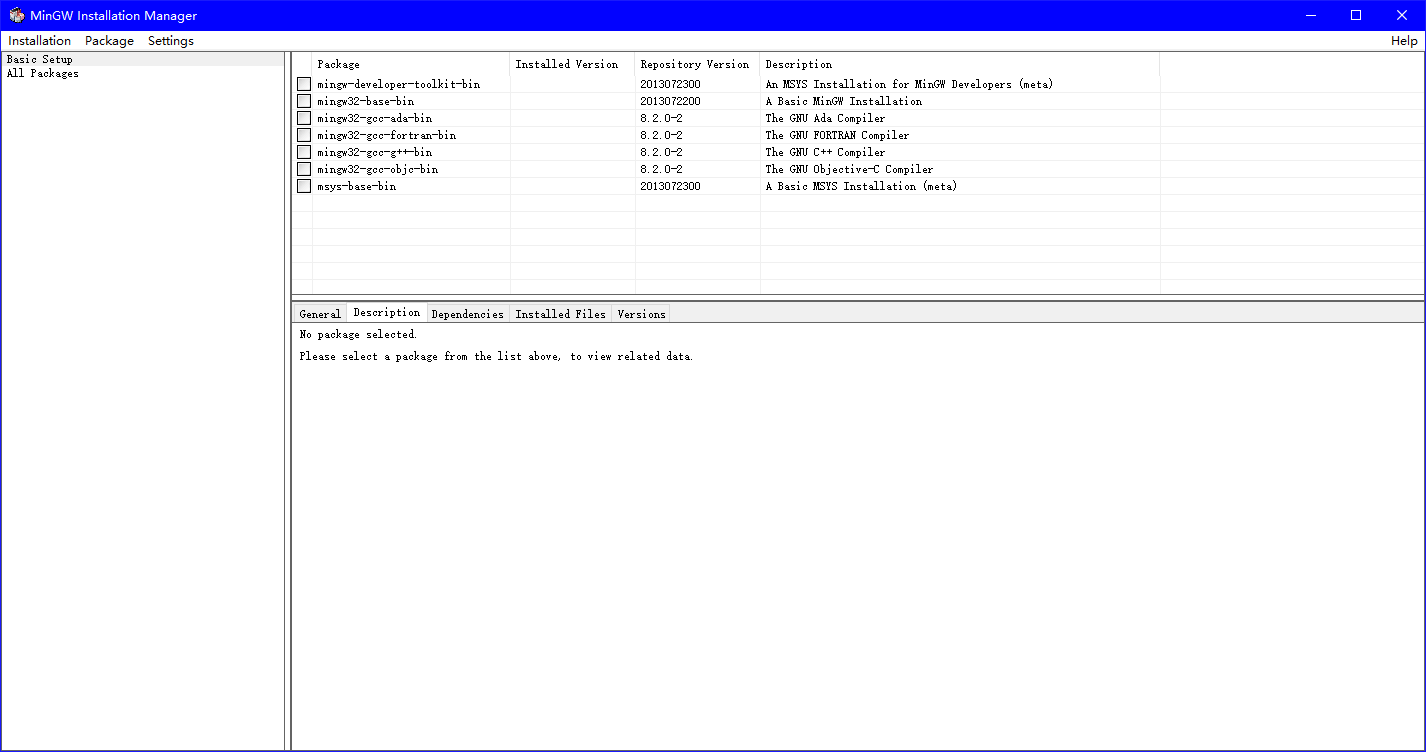 MinGW Installation Manager
Installation Package Settings Help
Basic Setup
All Packages
Package Installed Version Repository Version Description
mingw-developer-toolkit-bin 2013072300 An MSYS Installation for MinGW Developers (meta)
mingw32-base-bin 2013072200 A Basic MinGW Installation
mingw32-gcc-ada-bin 8.2.0-2 The GNU Ada Compiler
mingw32-gcc-fortran-bin 8.2.0-2 The GNU FORTRAN Compiler
mingw32-gcc-g++-bin 8.2.0-2 The GNU C++ Compiler
mingw32-gcc-objc-bin 8.2.0-2 The GNU Objective-C Compiler
msys-base-bin 2013072300 A Basic MSYS Installation (meta)
General Description Dependencies Installed Files Versions
No package selected.
Please select a package from the list above, to view related data.